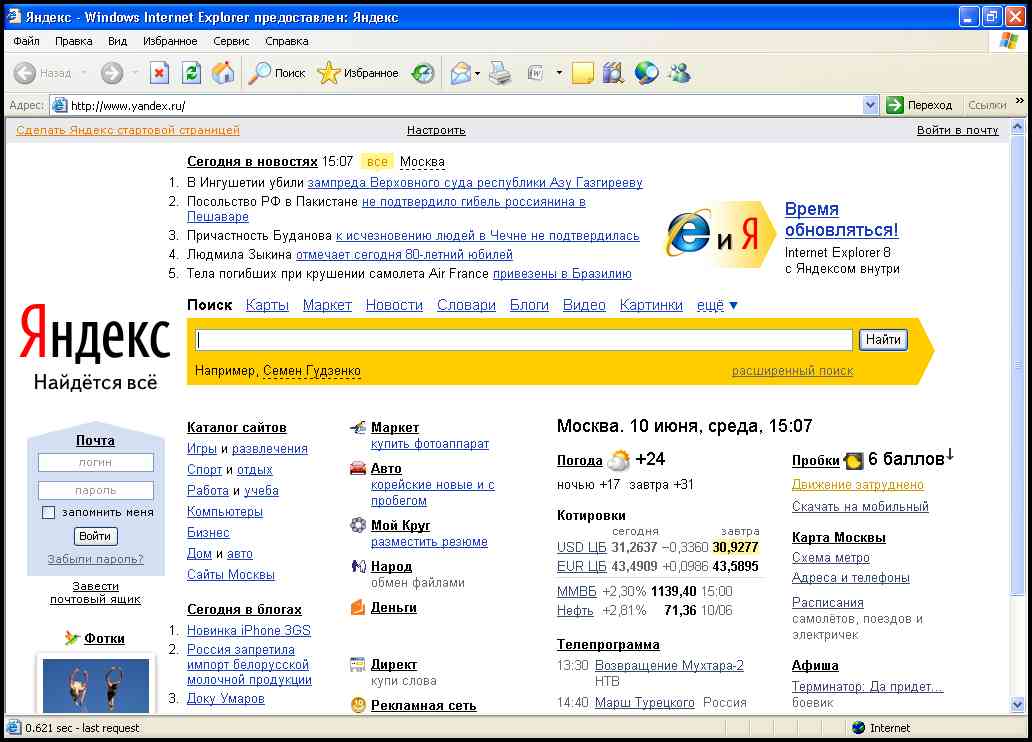 Яндекс - Windows Internet Explorer предоставлен: Яндекс
Файл Правка Вид Избранное Сервис Справка
Назад Поиск Избранное
Адрес: http://www.yandex.ru/ Переход Ссылки »
Сделать Яндекс стартовой страницей Настроить Войти в почту
Сегодня в новостях 15:07 все Москва
1. В Ингушетии убили зампреда Верховного суда республики Азу Газгирееву
2. Посольство РФ в Пакистане не подтвердило гибель россиянина в
Пешаваре
3. Причастность Буданова к исчезновению людей в Чечне не подтвердилась
4. Людмила Зыкина отмечает сегодня 80-летний юбилей
5. Тела погибших при крушении самолета Air France привезены в Бразилию
e и Я
Время
обновляться!
Internet Explorer 8
с Яндексом внутри
Яндекс
Найдётся всё
Поиск Карты Маркет Новости Словари Блоги Видео Картинки ещё ▼
Найти
Например, Семен Гудзенко расширенный поиск
Почта
логин
пароль
запомнить меня
Войти
Забыли пароль?
Завести
почтовый ящик
Фотки
Каталог сайтов
Игры и развлечения
Спорт и отдых
Работа и учеба
Компьютеры
Бизнес
Дом и авто
Сайты Москвы
Сегодня в блогах
1. Новинка iPhone 3GS
2. Россия запретила
импорт белорусской
молочной продукции
3. Доку Умаров
Маркет
купить фотоаппарат
Авто
корейские новые и с
пробегом
Мой Круг
разместить резюме
Народ
обмен файлами
Деньги
Директ
купи слова
Рекламная сеть
Москва. 10 июня, среда, 15:07
Погода +24
ночью +17 завтра +31
Котировки
сегодня завтра
USD ЦБ 31,2637 −0,3360 30,9277
EUR ЦБ 43,4909 +0,0986 43,5895
ММВБ +2,30% 1139,40 15:00
Нефть +2,81% 71,36 10/06
Телепрограмма
13:30 Возвращение Мухтара-2
НТВ
14:40 Марш Турецкого Россия
Пробки 6 баллов↓
Движение затруднено
Скачать на мобильный
Карта Москвы
Схема метро
Адреса и телефоны
Расписания
самолётов, поездов и
электричек
Афиша
Терминатор: Да придет...
боевик
0.621 sec - last request Internet